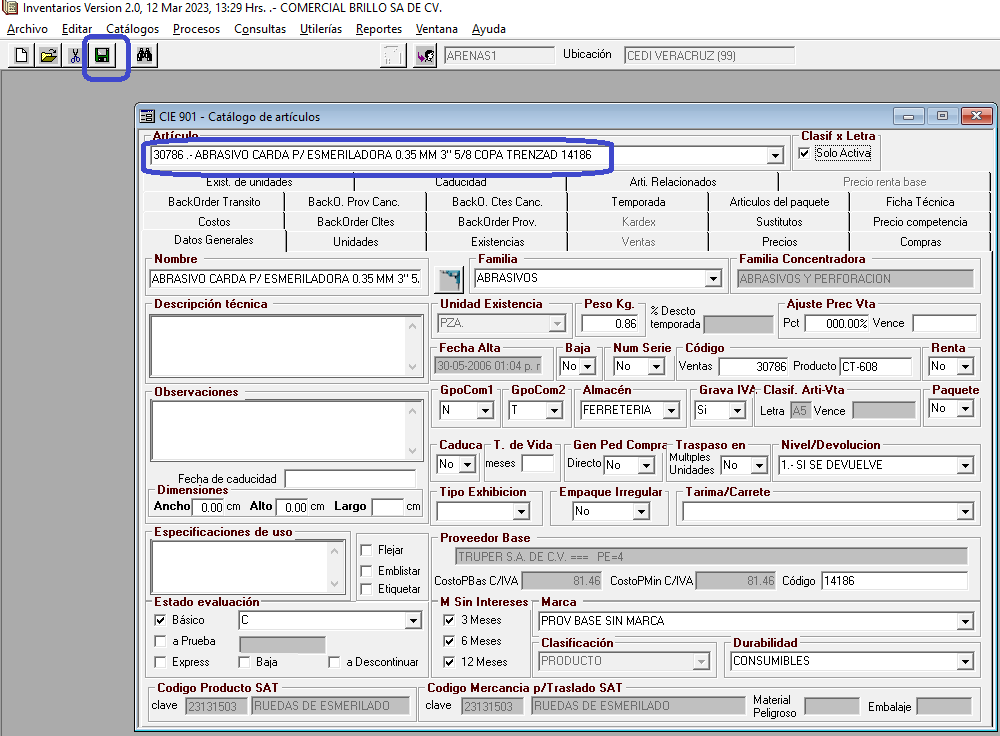 Inventarios Version 2.0, 12 Mar 2023, 13:29 Hrs. .- COMERCIAL BRILLO SA DE CV.
Archivo Editar Catálogos Procesos Consultas Utilerías Reportes Ventana Ayuda
ARENAS1 Ubicación CEDI VERACRUZ (99)
CIE 901 - Catálogo de artículos
Artículo Clasif x Letra
30786 .- ABRASIVO CARDA P/ ESMERILADORA 0.35 MM 3" 5/8 COPA TRENZAD 14186 Solo Activa
Exist. de unidades Caducidad Arti. Relacionados Precio renta base
BackOrder Transito BackO. Prov Canc. BackO. Ctes Canc. Temporada Articulos del paquete Ficha Técnica
Costos BackOrder Cltes BackOrder Prov. Kardex Sustitutos Precio competencia
Datos Generales Unidades Existencias Ventas Precios Compras
Nombre Familia Familia Concentradora
ABRASIVO CARDA P/ ESMERILADORA 0.35 MM 3" 5. ABRASIVOS ABRASIVOS Y PERFORACION
Descripción técnica Unidad Existencia Peso Kg. % Descto temporada Ajuste Prec Vta
PZA. 0.86 Pct 000.00% Vence
Fecha Alta Baja Num Serie Código Renta
30-05-2006 01:04 p. r No No Ventas 30786 Producto CT-608 No
Observaciones GpoCom1 GpoCom2 Almacén Grava IVA Clasif. Arti-Vta Paquete
N T FERRETERIA Si Letra A5 Vence No
Caduca T. de Vida Gen Ped Compra Traspaso en Nivel/Devolucion
No meses Directo No Multiples Unidades No 1.- SI SE DEVUELVE
Fecha de caducidad
Dimensiones Tipo Exhibicion Empaque Irregular Tarima/Carrete
Ancho 0.00 cm Alto 0.00 cm Largo cm No
Especificaciones de uso Proveedor Base
Flejar TRUPER S.A. DE C.V. === PE=4
Emblistar CostoPBas C/IVA 81.46 CostoPMin C/IVA 81.46 Código 14186
Etiquetar
Estado evaluación M Sin Intereses Marca
Básico C 3 Meses PROV BASE SIN MARCA
a Prueba 6 Meses Clasificación Durabilidad
Express Baja a Descontinuar 12 Meses PRODUCTO CONSUMIBLES
Codigo Producto SAT Codigo Mercancia p/Traslado SAT
clave 23131503 RUEDAS DE ESMERILADO clave 23131503 RUEDAS DE ESMERILADO Material Peligroso Embalaje